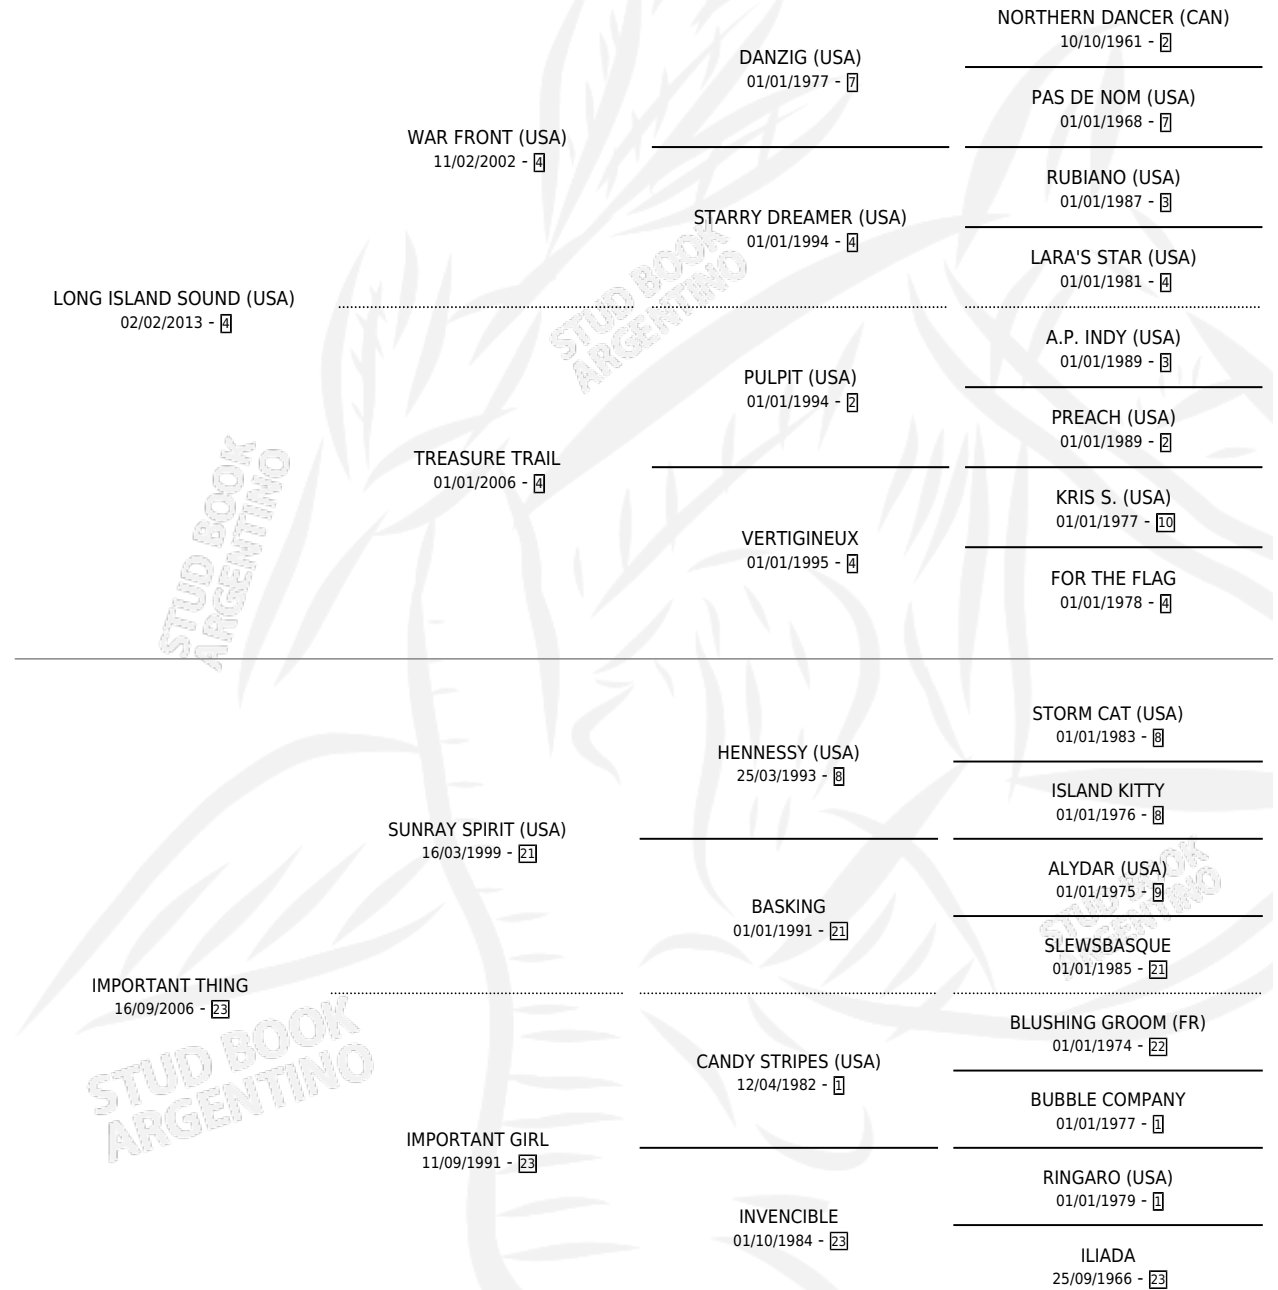 NORTHERN DANCER (CAN)
10/10/1961 - 2
DANZIG (USA)
01/01/1977 - 7
PAS DE NOM (USA)
01/01/1968 - 7
WAR FRONT (USA)
11/02/2002 - 4
RUBIANO (USA)
01/01/1987 - 3
STARRY DREAMER (USA)
01/01/1994 - 4
LARA'S STAR (USA)
01/01/1981 - 4
LONG ISLAND SOUND (USA)
02/02/2013 - 4
A.P. INDY (USA)
01/01/1989 - 3
PULPIT (USA)
01/01/1994 - 2
PREACH (USA)
01/01/1989 - 2
TREASURE TRAIL
01/01/2006 - 4
KRIS S. (USA)
01/01/1977 - 10
VERTIGINEUX
01/01/1995 - 4
FOR THE FLAG
01/01/1978 - 4
STORM CAT (USA)
01/01/1983 - 8
HENNESSY (USA)
25/03/1993 - 8
ISLAND KITTY
01/01/1976 - 8
SUNRAY SPIRIT (USA)
16/03/1999 - 21
ALYDAR (USA)
01/01/1975 - 9
BASKING
01/01/1991 - 21
SLEWSBASQUE
01/01/1985 - 21
IMPORTANT THING
16/09/2006 - 23
BLUSHING GROOM (FR)
01/01/1974 - 22
CANDY STRIPES (USA)
12/04/1982 - 1
BUBBLE COMPANY
01/01/1977 - 1
IMPORTANT GIRL
11/09/1991 - 23
RINGARO (USA)
01/01/1979 - 1
INVENCIBLE
01/10/1984 - 23
ILIADA
25/09/1966 - 23
STUD BOOK
ARGENTINO
STUD BOOK
ARGENTINO
STUD BOOK
ARGENTINO
STUD BOOK
ARGENTINO